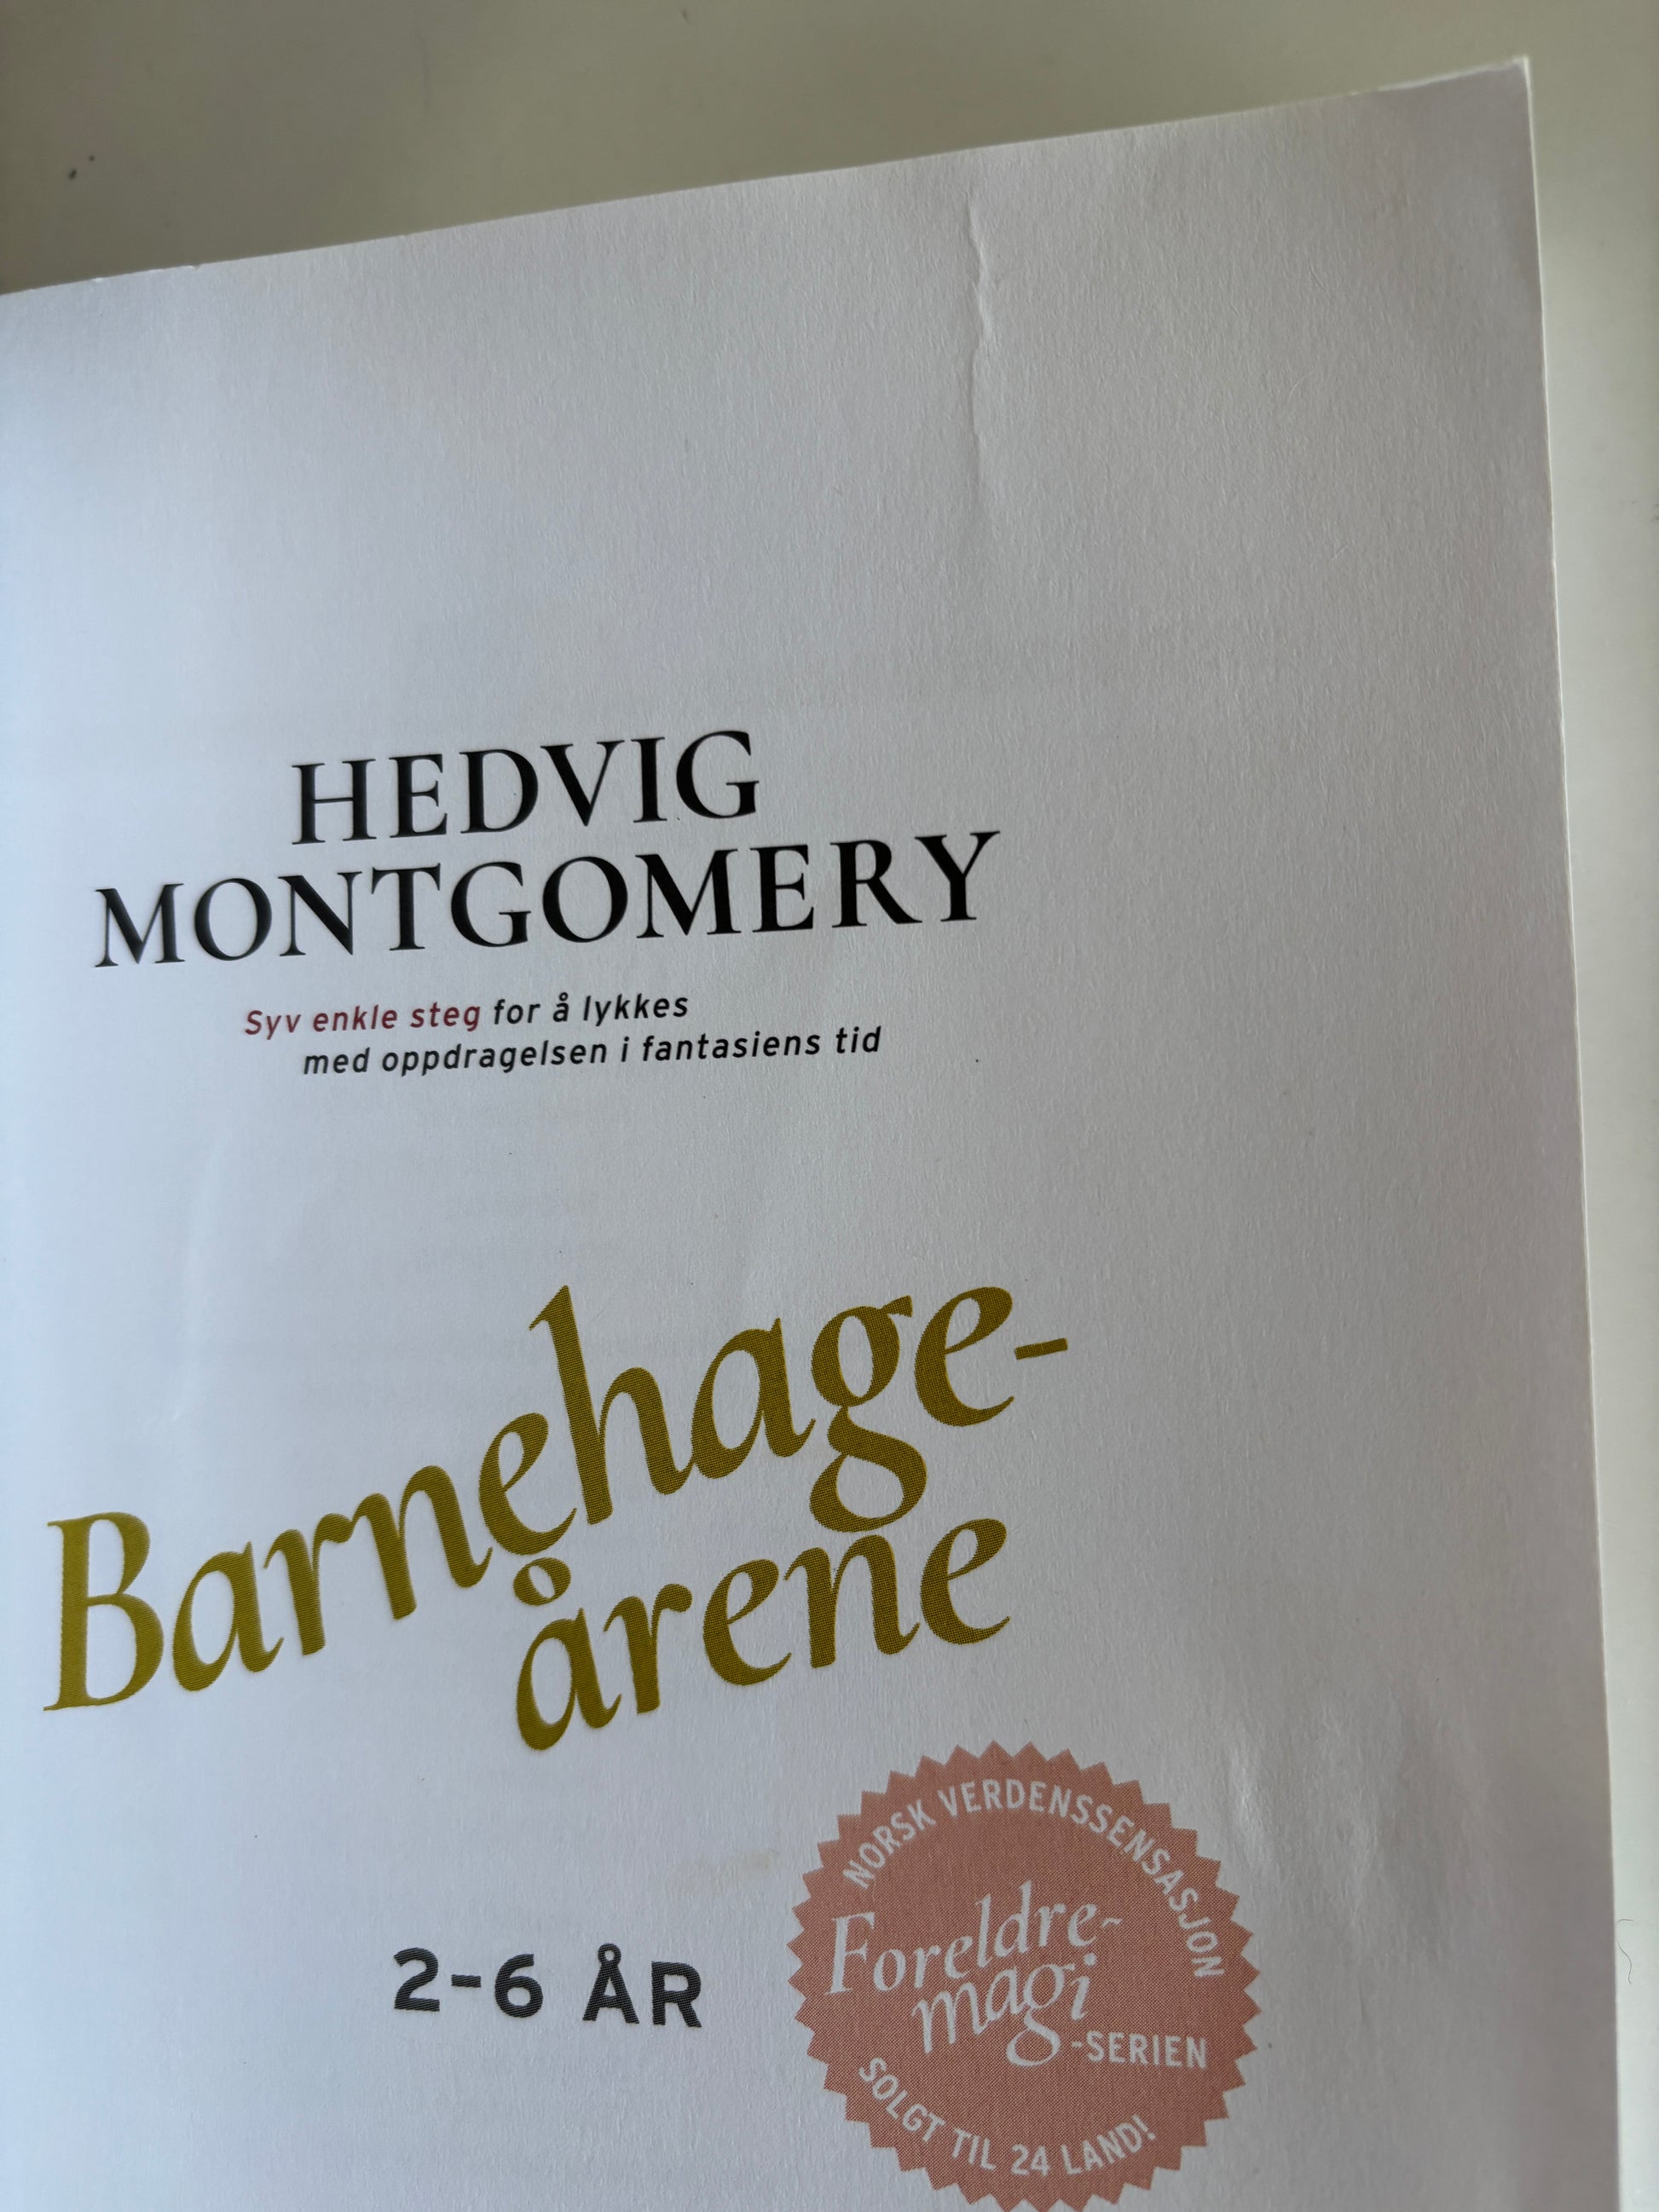 HEDVIG
MONTGOMERY
Syv enkle steg for å lykkes
med oppdragelsen i fantasiens tid
Barnehage-
årene
2-6 ÅR
NORSK VERDENSSENSASJON
Foreldre-
magi
-SERIEN
SOLGT TIL 24 LAND!